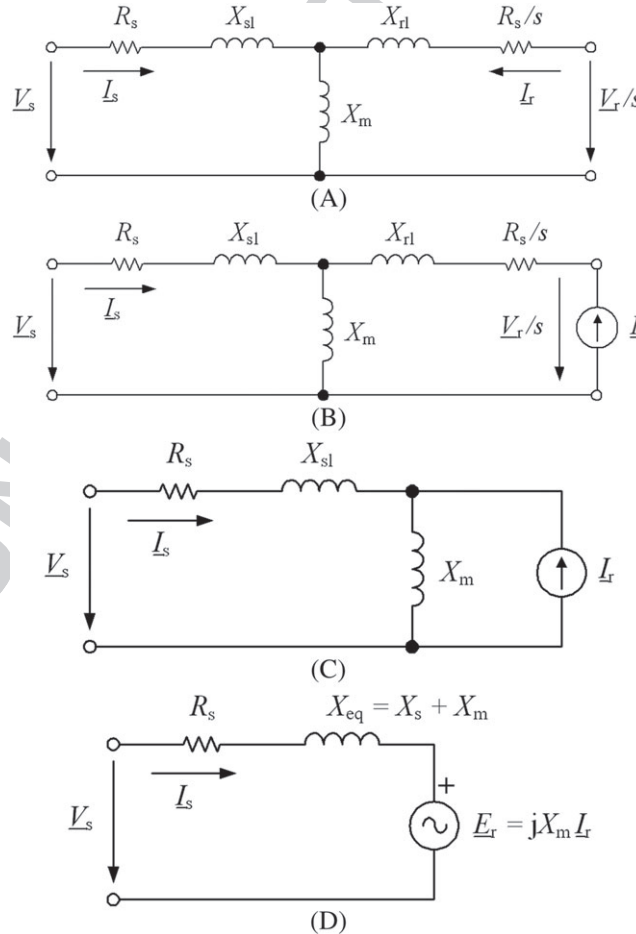 R_s X_sl X_rl R_s/s
V_s I_s X_m I_r V_r/s
(A)
R_s X_sl X_rl R_s/s
V_s I_s X_m V_r/s
(B)
R_s X_sl
V_s I_s X_m I_r
(C)
R_s X_eq = X_s + X_m
V_s I_s + E_r = jX_m I_r
(D)